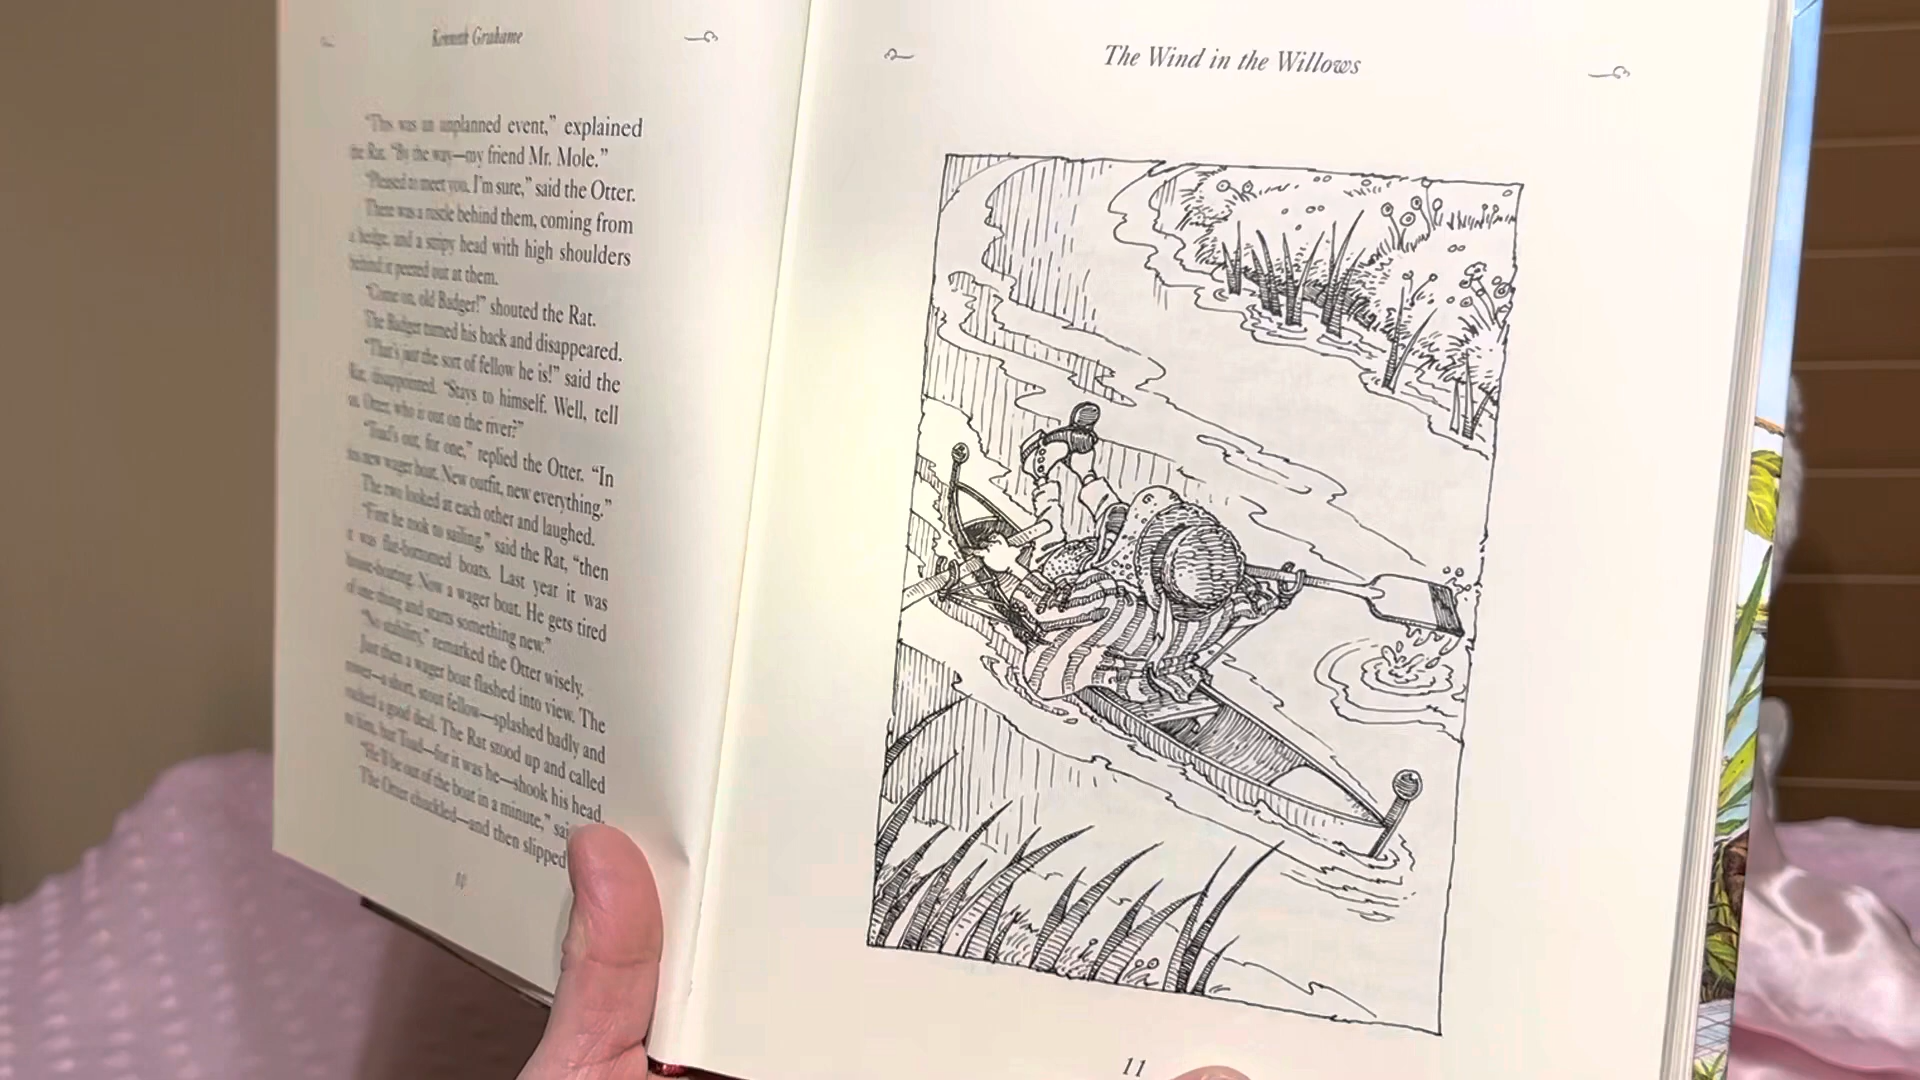 Kenneth Grahame
"This was an unplanned event," explained
the Rat. "By the way—my friend Mr. Mole."
"Pleased to meet you, I'm sure," said the Otter.
There was a rustle behind them, coming from
a hedge, and a stripy head with high shoulders
behind it peered out at them.
"Come on, old Badger!" shouted the Rat.
The Badger turned his back and disappeared.
"That's just the sort of fellow he is!" said the
Rat, disappointed. "Stays to himself. Well, tell
us, Otter, who is out on the river?"
"Toad's out, for one," replied the Otter. "In
his new wager boat. New outfit, new everything."
The two looked at each other and laughed.
"First he took to sailing," said the Rat, "then
it was flat-bottomed boats. Last year it was
house-boating. Now a wager boat. He gets tired
of one thing and starts something new."
"No stability," remarked the Otter wisely.
Just then a wager boat flashed into view. The
rower—a short, stout fellow—splashed badly and
rocked a good deal. The Rat stood up and called
to him, but Toad—for it was he—shook his head.
"He'll be out of the boat in a minute," sai
The Otter chuckled—and then slipped
10
The Wind in the Willows
11